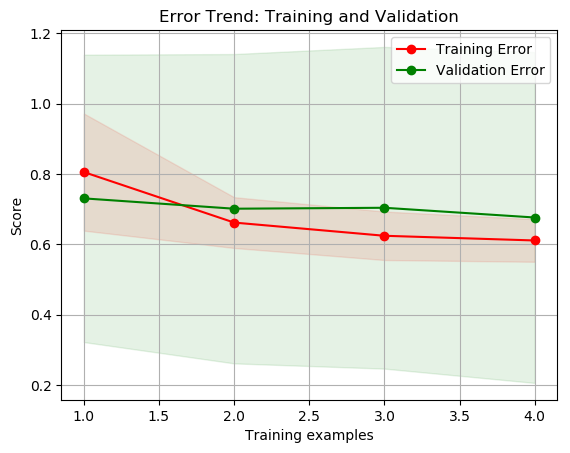 Error Trend: Training and Validation
Training Error
Validation Error
Score
1.2
1.0
0.8
0.6
0.4
0.2
1.0 1.5 2.0 2.5 3.0 3.5 4.0
Training examples